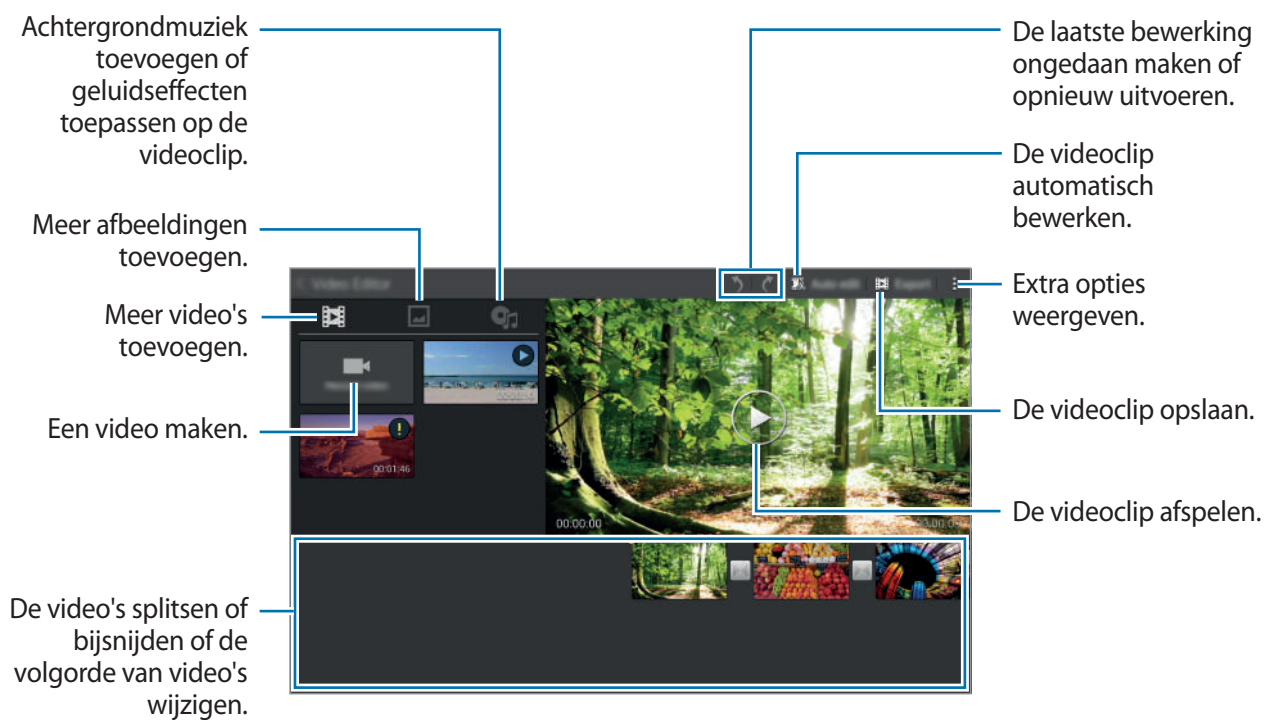 Achtergrondmuziek
toevoegen of
geluidseffecten
toepassen op de
videoclip.
Meer afbeeldingen
toevoegen.
Meer video's
toevoegen.
Een video maken.
De video's splitsen of
bijsnijden of de
volgorde van video's
wijzigen.
De laatste bewerking
ongedaan maken of
opnieuw uitvoeren.
De videoclip
automatisch
bewerken.
Extra opties
weergeven.
De videoclip opslaan.
De videoclip afspelen.
Video Editor
Auto edit
Export
00:01:46
00:00:00